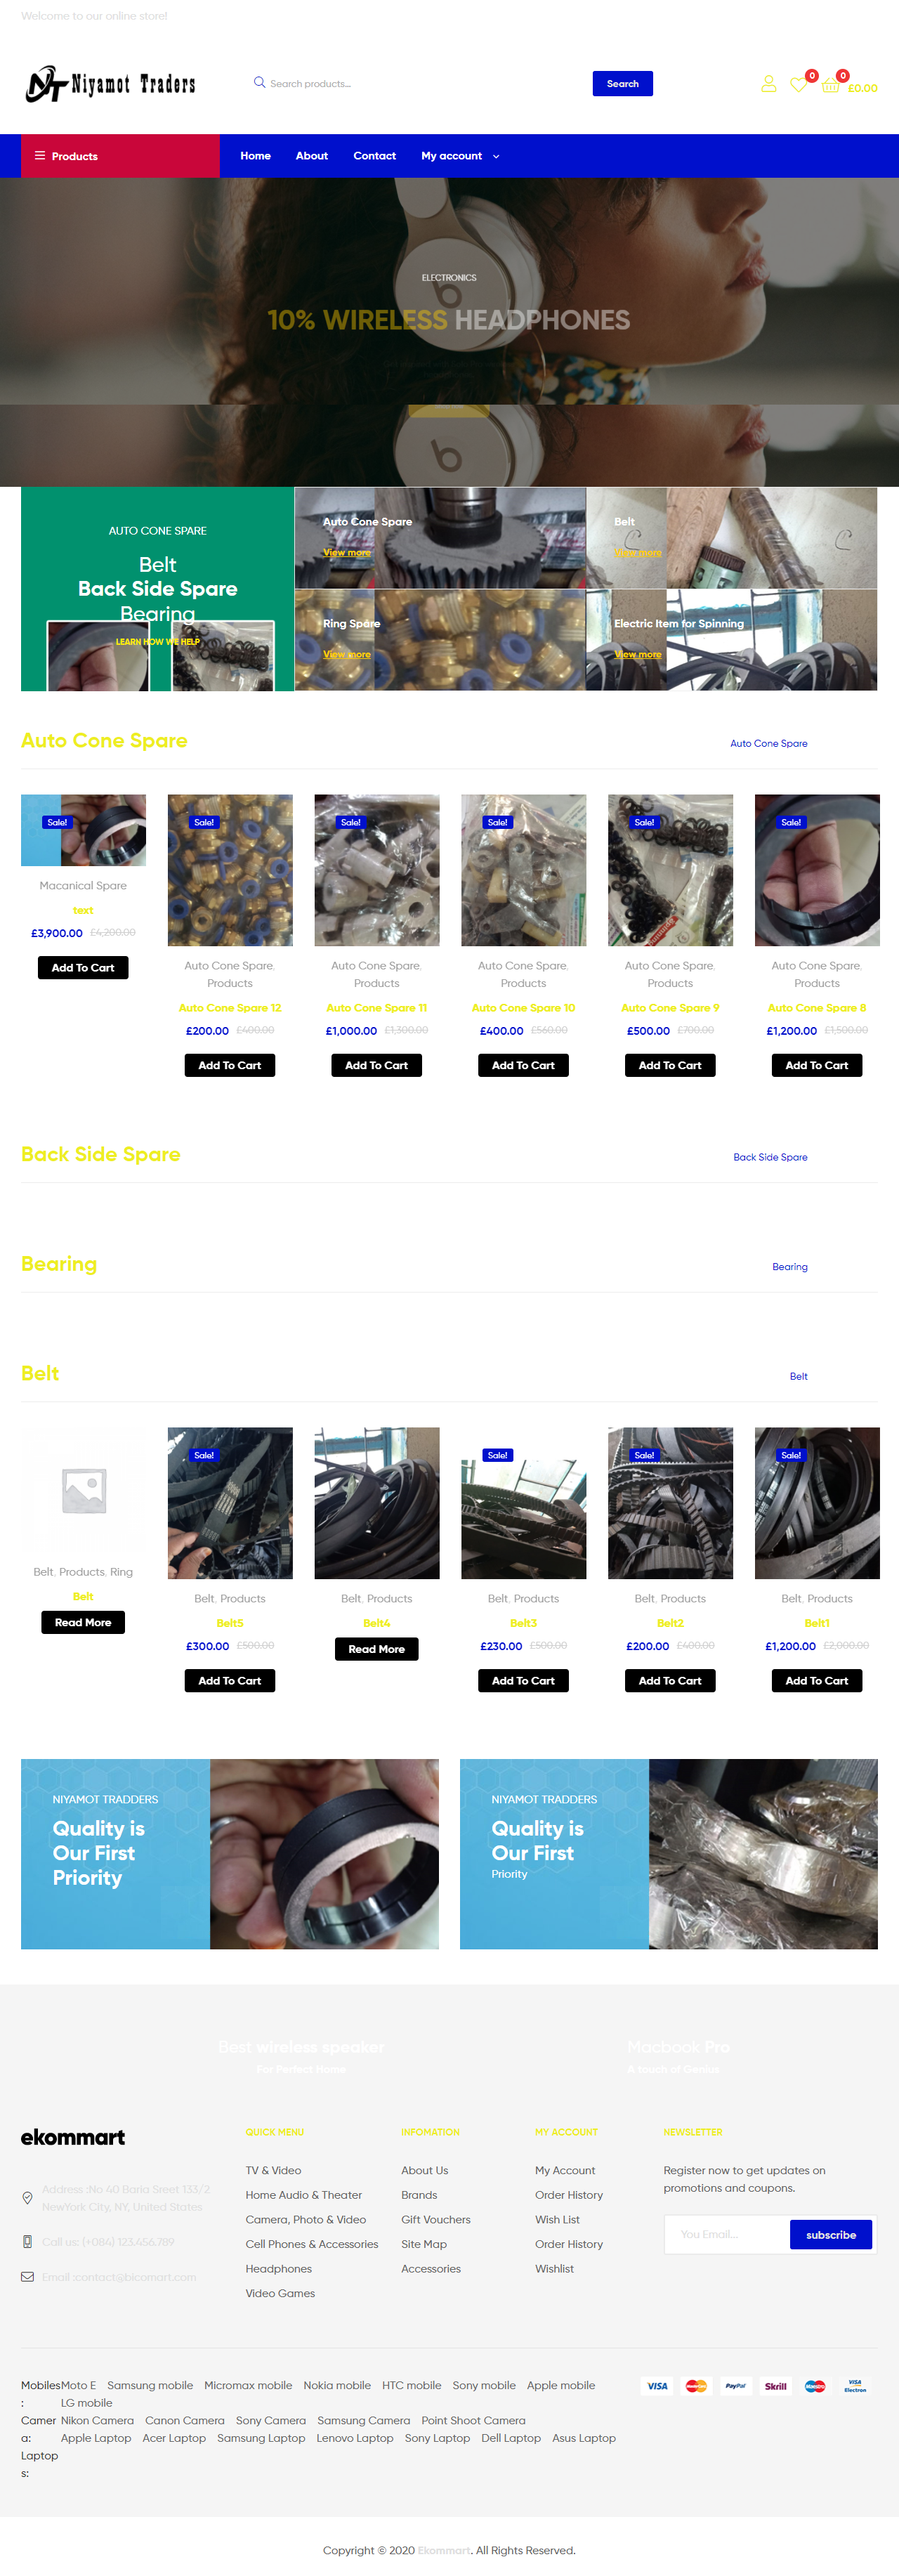 Welcome to our online store!
NT Niyamot Traders
Search products...
Search
0
0
£0.00
Products
Home
About
Contact
My account
ELECTRONICS
10% WIRELESS HEADPHONES
AUTO CONE SPARE
Belt
Back Side Spare
Bearing
LEARN HOW WE HELP
Auto Cone Spare
View more
Belt
View more
Ring Spare
View more
Electric Item for Spinning
View more
Auto Cone Spare
Auto Cone Spare
Sale!
Macanical Spare
text
£3,900.00 £4,200.00
Add To Cart
Sale!
Auto Cone Spare,
Products
Auto Cone Spare 12
£200.00 £400.00
Add To Cart
Sale!
Auto Cone Spare,
Products
Auto Cone Spare 11
£1,000.00 £1,300.00
Add To Cart
Sale!
Auto Cone Spare,
Products
Auto Cone Spare 10
£400.00 £560.00
Add To Cart
Sale!
Auto Cone Spare,
Products
Auto Cone Spare 9
£500.00 £700.00
Add To Cart
Sale!
Auto Cone Spare,
Products
Auto Cone Spare 8
£1,200.00 £1,500.00
Add To Cart
Back Side Spare
Back Side Spare
Bearing
Bearing
Belt
Belt
Belt, Products, Ring
Belt
Read More
Sale!
Belt, Products
Belt5
£300.00 £500.00
Add To Cart
Belt, Products
Belt4
Read More
Sale!
Belt, Products
Belt3
£230.00 £500.00
Add To Cart
Sale!
Belt, Products
Belt2
£200.00 £400.00
Add To Cart
Sale!
Belt, Products
Belt1
£1,200.00 £2,000.00
Add To Cart
NIYAMOT TRADDERS
Quality is
Our First
Priority
NIYAMOT TRADDERS
Quality is
Our First
Priority
Best wireless speaker
For Perfect Home
Macbook Pro
A touch of Genius
ekommart
Address :No 40 Baria Sreet 133/2
NewYork City, NY, United States
Call us: (+084) 123.456.789
Email :contact@bicomart.com
QUICK MENU
TV & Video
Home Audio & Theater
Camera, Photo & Video
Cell Phones & Accessories
Headphones
Video Games
INFOMATION
About Us
Brands
Gift Vouchers
Site Map
Accessories
MY ACCOUNT
My Account
Order History
Wish List
Order History
Wishlist
NEWSLETTER
Register now to get updates on
promotions and coupons.
You Email...
subscribe
Mobiles
:
Camer
a:
Laptop
s:
Moto E Samsung mobile Micromax mobile Nokia mobile HTC mobile Sony mobile Apple mobile
LG mobile
Nikon Camera Canon Camera Sony Camera Samsung Camera Point Shoot Camera
Apple Laptop Acer Laptop Samsung Laptop Lenovo Laptop Sony Laptop Dell Laptop Asus Laptop
VISA
MasterCard
PayPal
Skrill
Maestro
VISA
Electron
Copyright © 2020 Ekommart. All Rights Reserved.